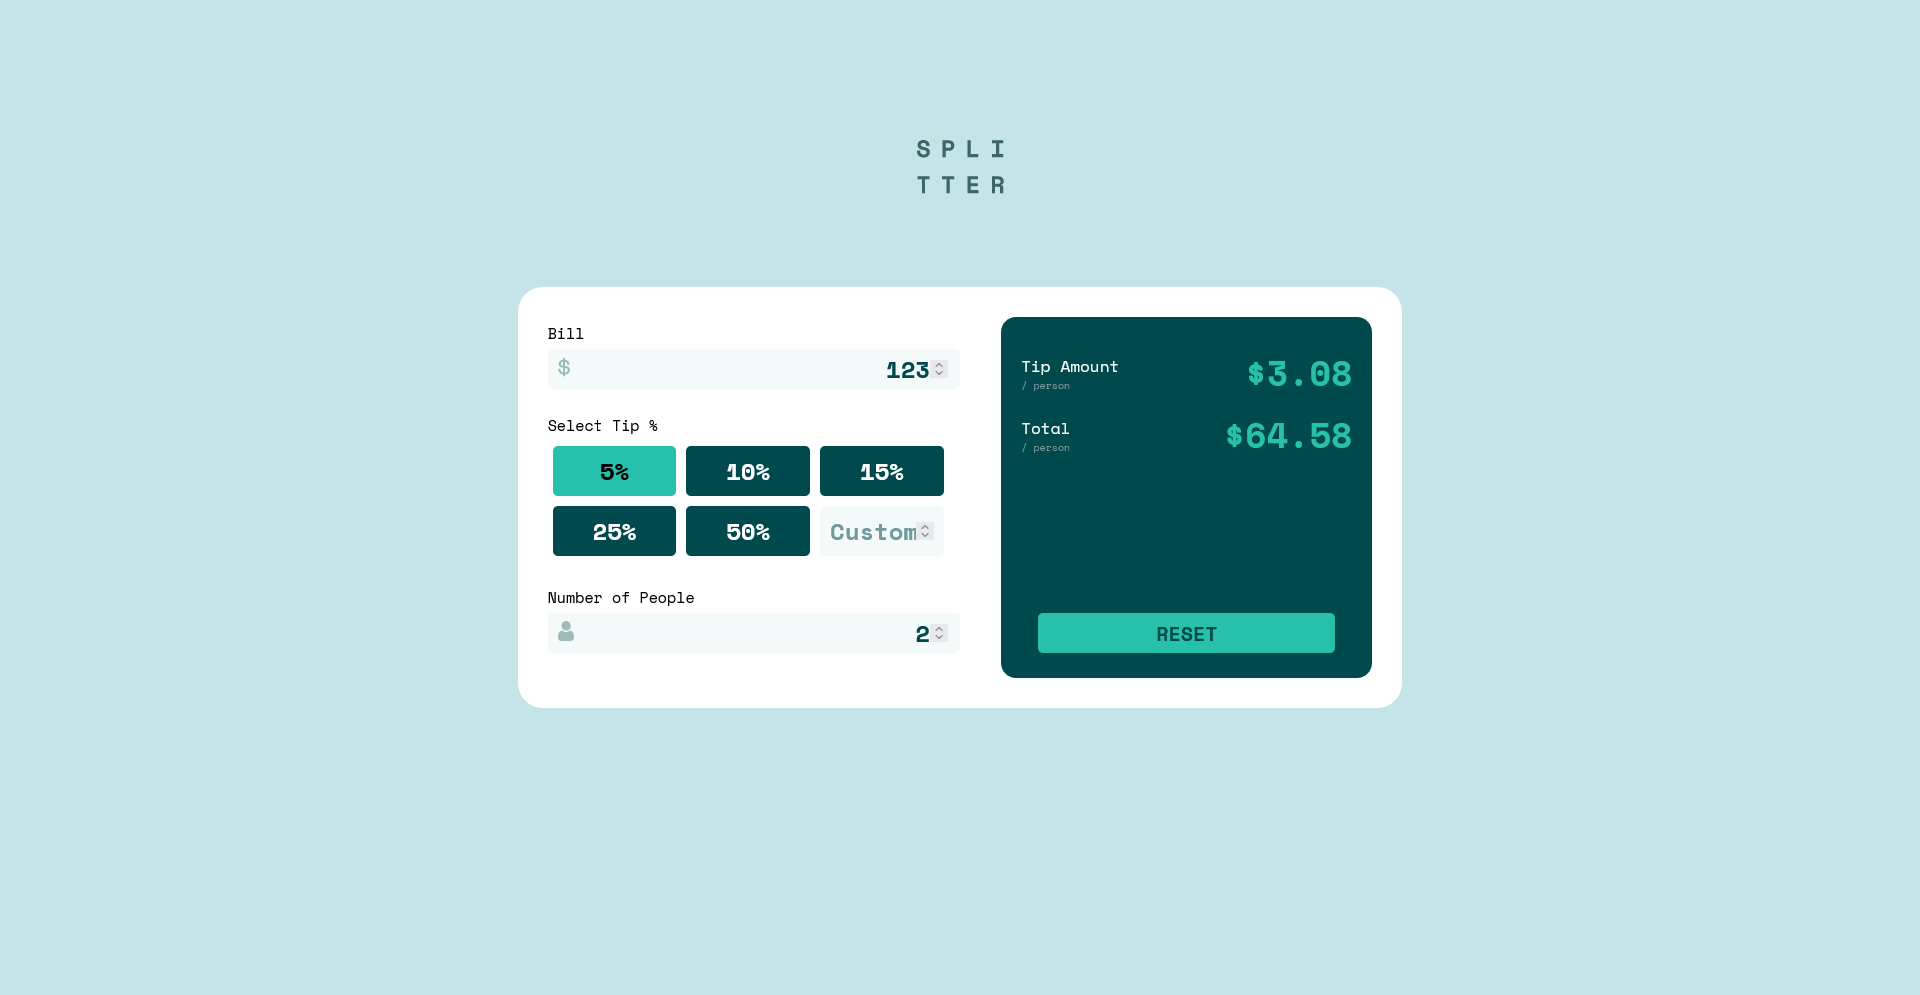 SPLI
TTER
Bill
$ 123
Select Tip %
5% 10% 15%
25% 50% Custom
Number of People
2
Tip Amount $3.08
/ person
Total $64.58
/ person
RESET